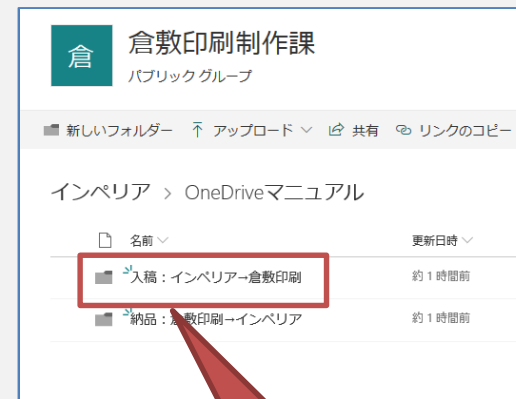 倉
倉敷印刷制作課
パブリック グループ
新しいフォルダー アップロード 共有 リンクのコピー
インペリア > OneDriveマニュアル
名前 更新日時
入稿：インペリア→倉敷印刷 約 1 時間前
納品：倉敷印刷→インペリア 約 1 時間前